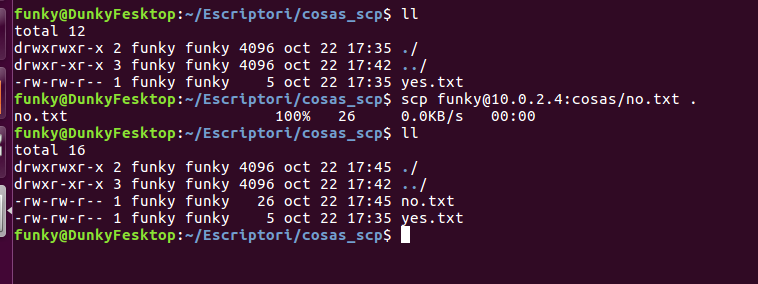 funky@DunkyFesktop:~/Escriptori/cosas_scp$ ll
total 12
drwxrwxr-x 2 funky funky 4096 oct 22 17:35 ./
drwxr-xr-x 3 funky funky 4096 oct 22 17:42 ../
-rw-rw-r-- 1 funky funky    5 oct 22 17:35 yes.txt
funky@DunkyFesktop:~/Escriptori/cosas_scp$ scp funky@10.0.2.4:cosas/no.txt .
no.txt                        100%   26     0.0KB/s   00:00
funky@DunkyFesktop:~/Escriptori/cosas_scp$ ll
total 16
drwxrwxr-x 2 funky funky 4096 oct 22 17:45 ./
drwxr-xr-x 3 funky funky 4096 oct 22 17:42 ../
-rw-rw-r-- 1 funky funky   26 oct 22 17:45 no.txt
-rw-rw-r-- 1 funky funky    5 oct 22 17:35 yes.txt
funky@DunkyFesktop:~/Escriptori/cosas_scp$